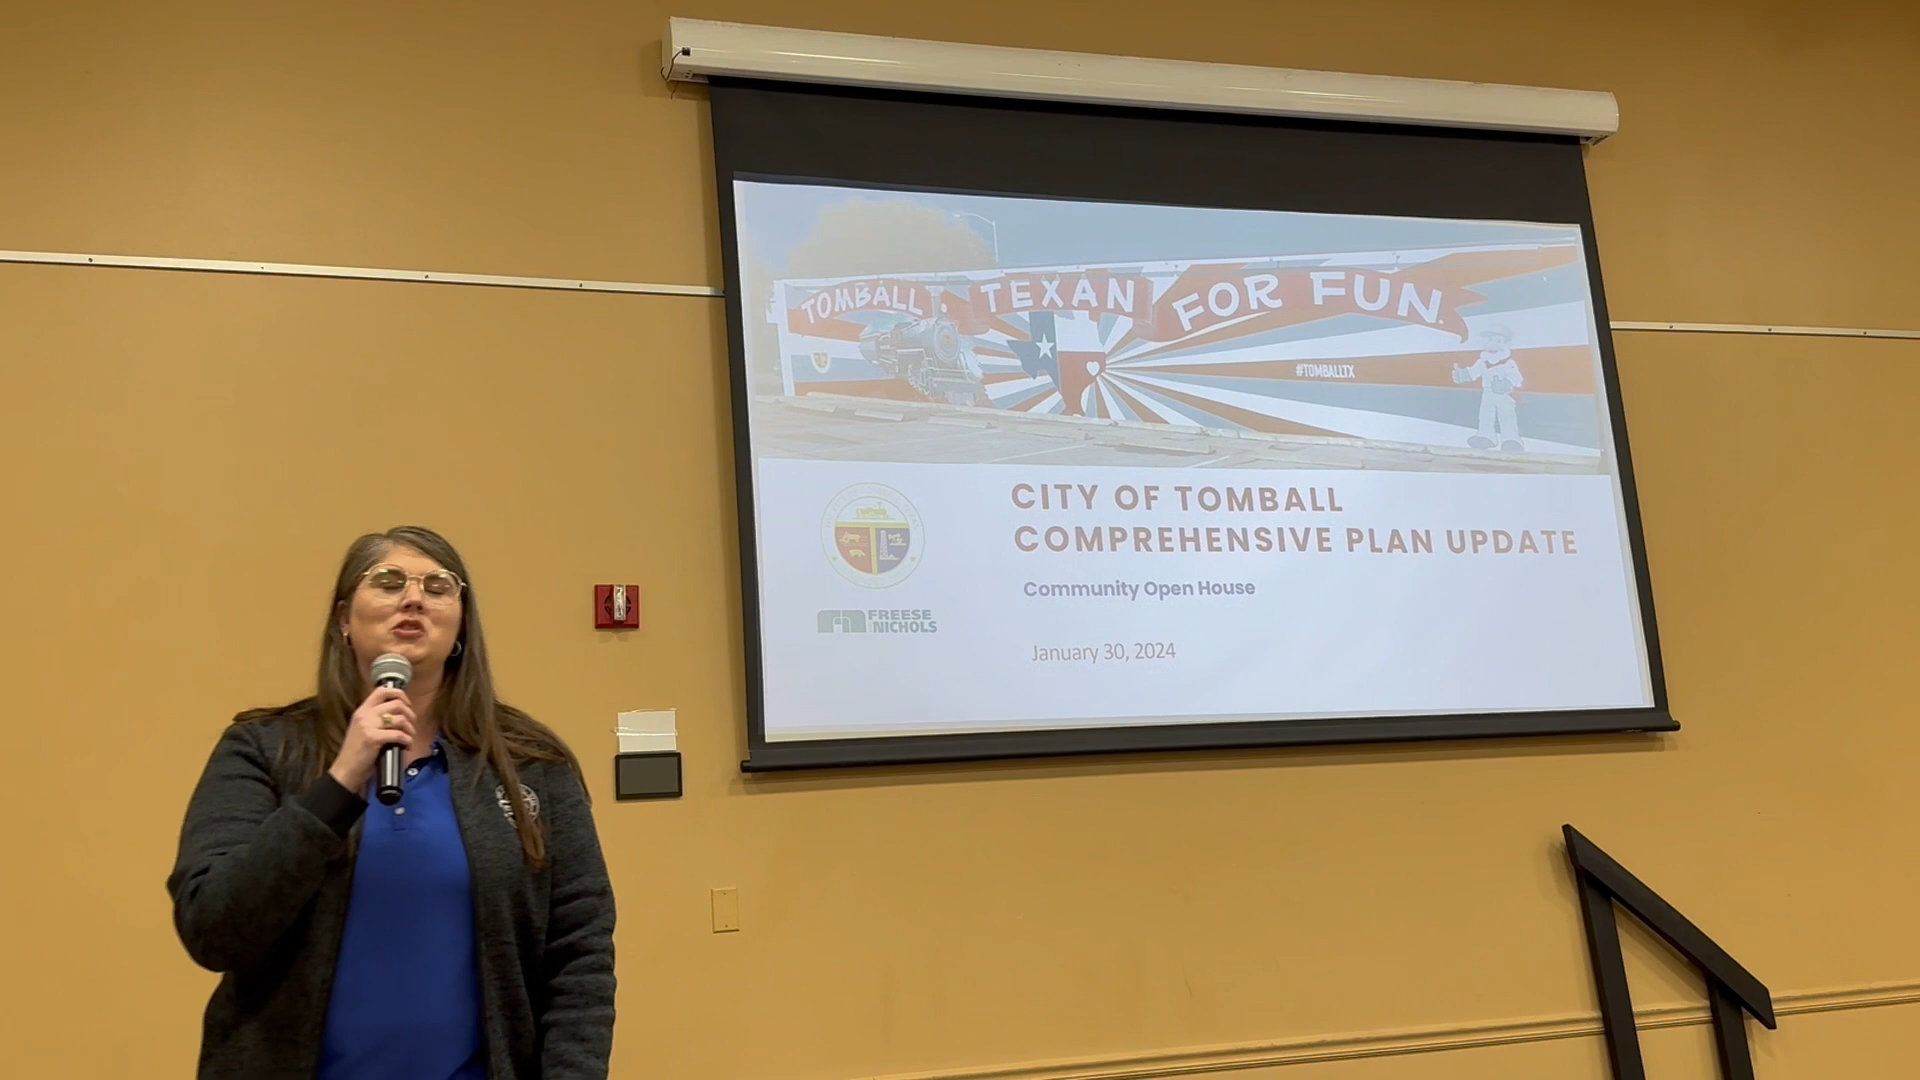 TOMBALL TEXAN FOR FUN.
#TOMBALLTX
CITY OF TOMBALL
COMPREHENSIVE PLAN UPDATE
Community Open House
FREESE
NICHOLS
January 30, 2024